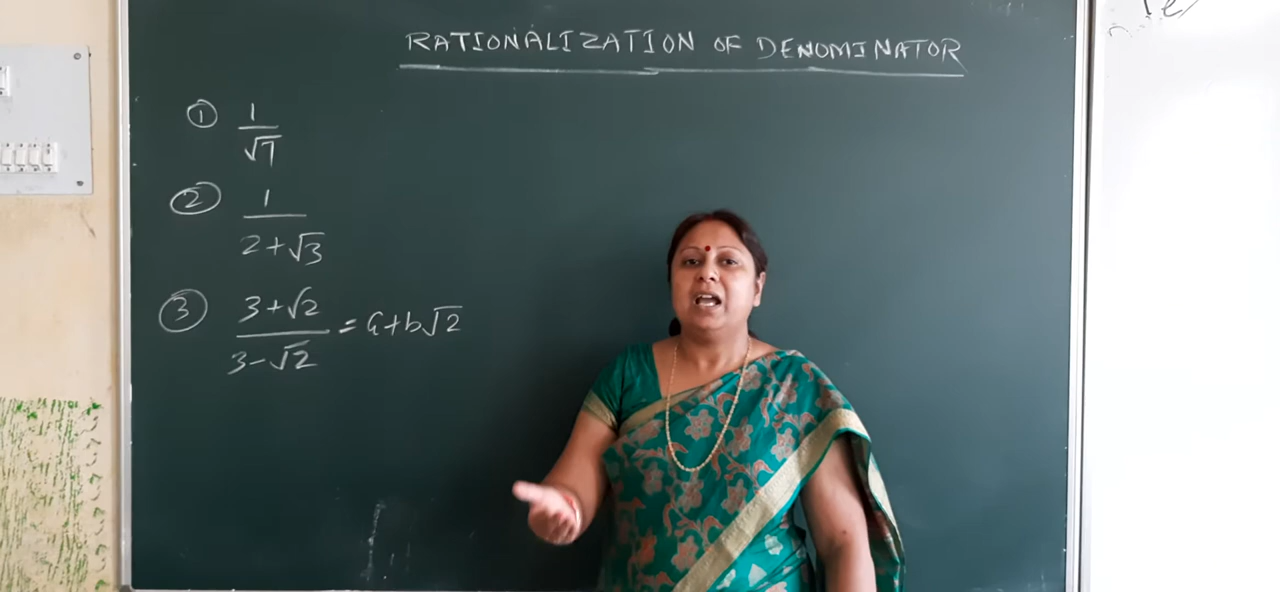 RATIONALIZATION OF DENOMINATOR
① 1/√7
② 1/(2+√3)
③ (3+√2)/(3-√2) = a+b√2